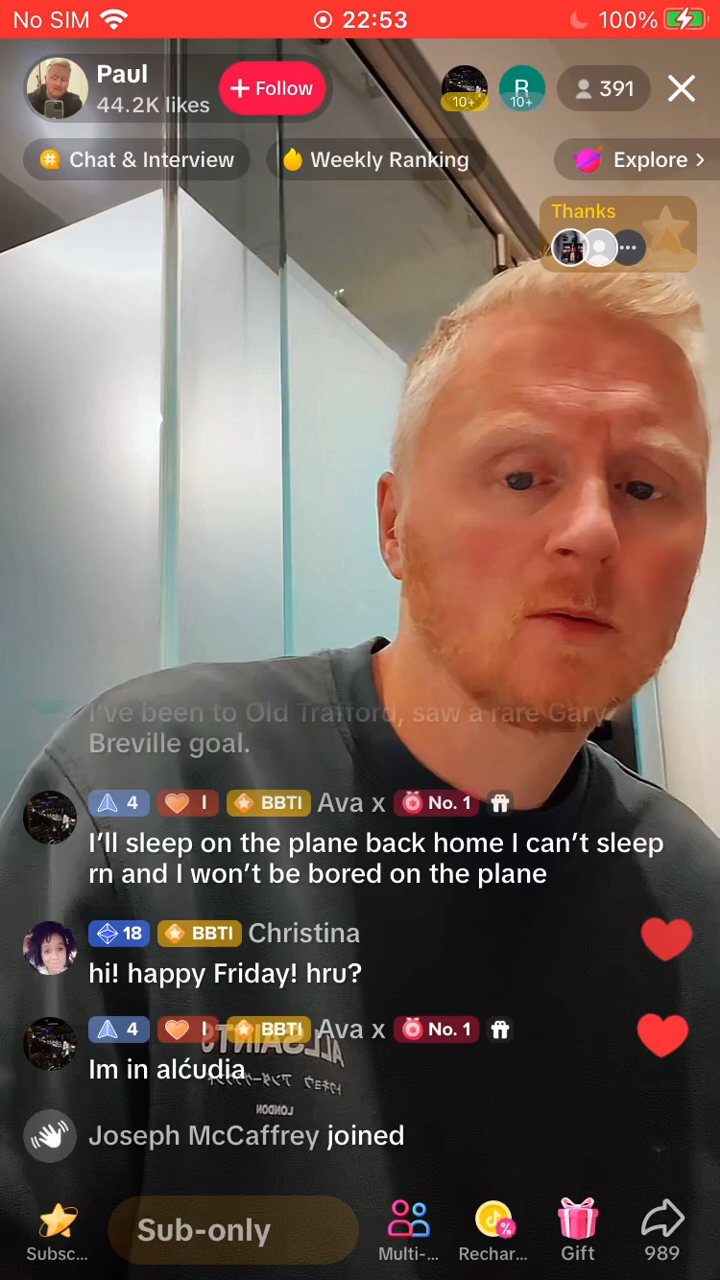 No SIM 22:53 100%
Paul
44.2K likes
+ Follow
10+
R
10+
391
Chat & Interview
Weekly Ranking
Explore >
Thanks
I've been to Old Trafford, saw a rare Gary
Breville goal.
4 I BBTI Ava x No. 1
I'll sleep on the plane back home I can't sleep
rn and I won't be bored on the plane
18 BBTI Christina
hi! happy Friday! hru?
4 I BBTI Ava x No. 1
Im in alćudia
ALLSAINTS
LONDON
Joseph McCaffrey joined
Subsc...
Sub-only
Multi-...
Rechar...
Gift
989